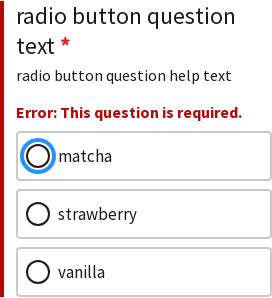 radio button question
text *
radio button question help text
Error: This question is required.
matcha
strawberry
vanilla